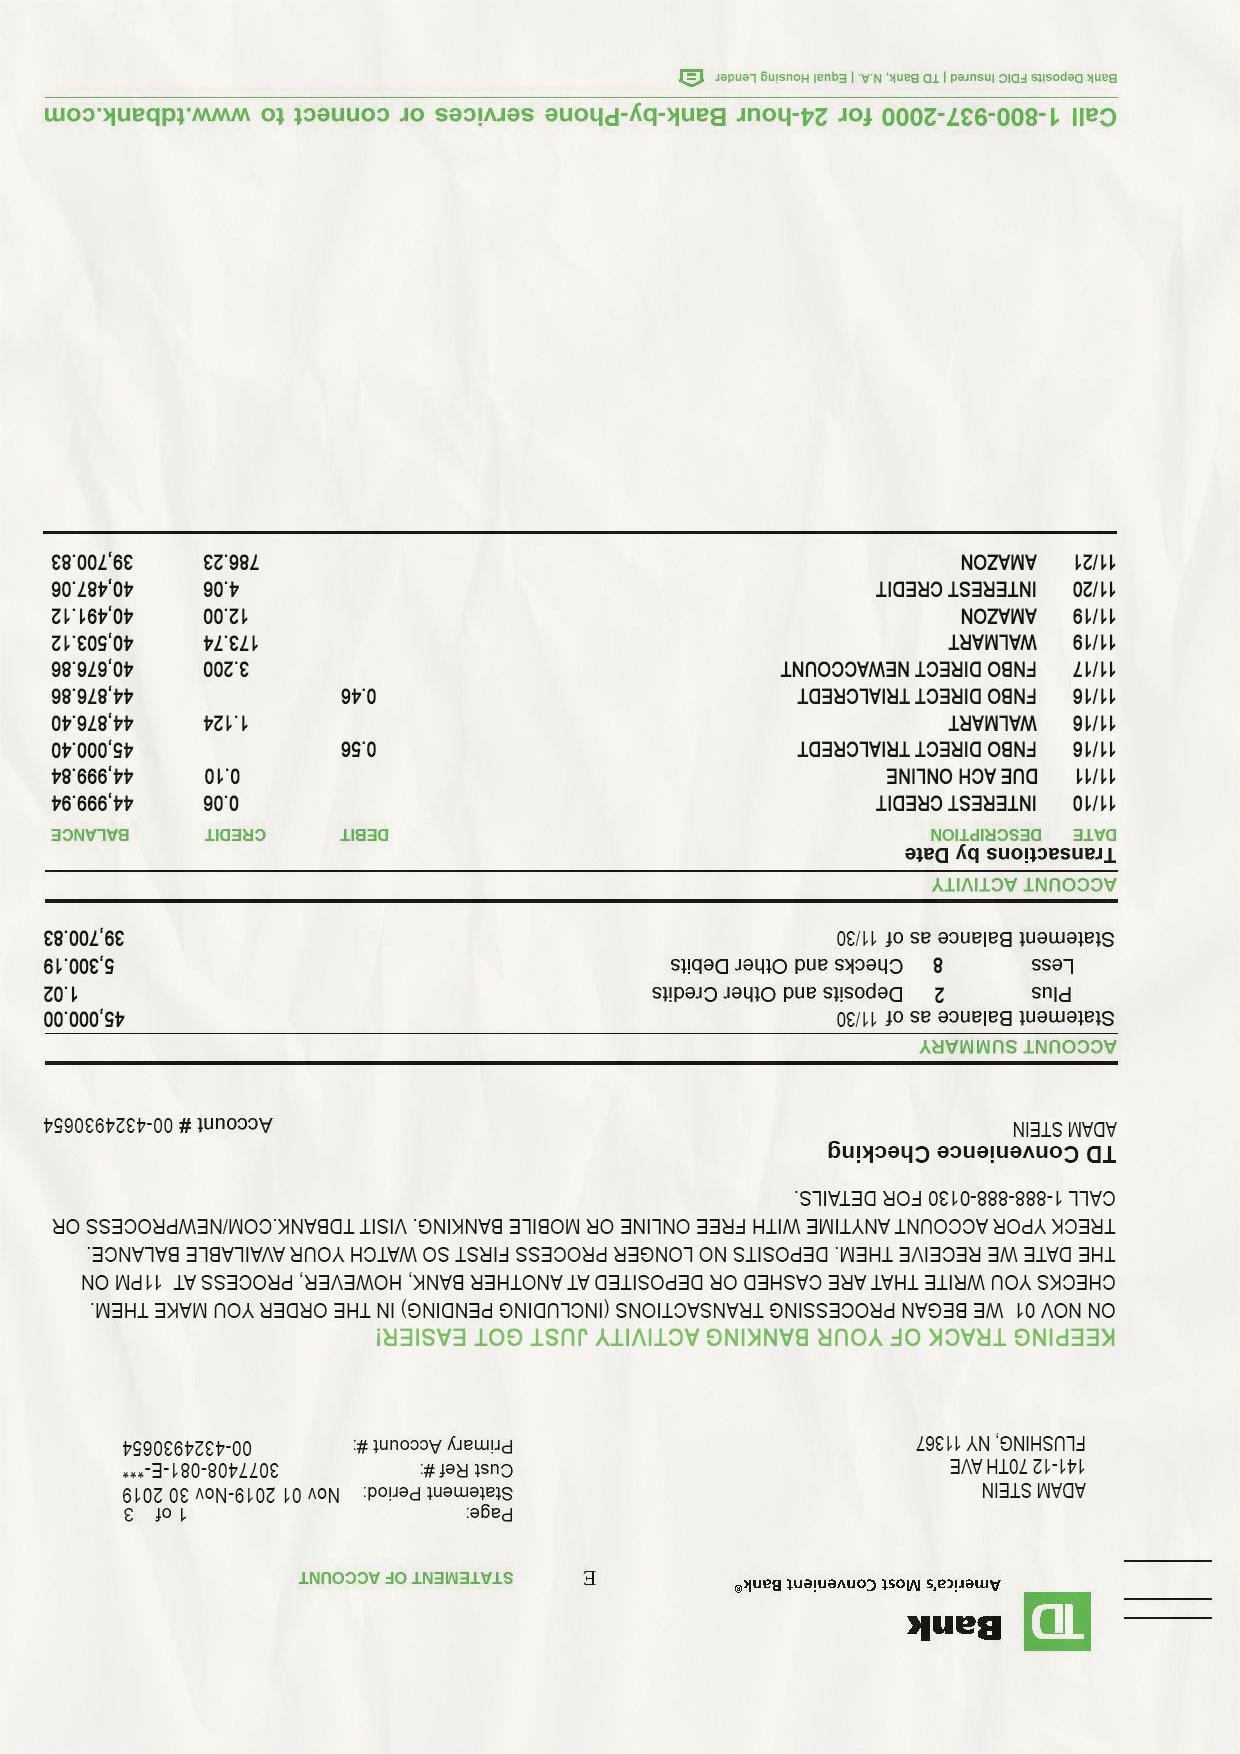 TD Bank
America's Most Convenient Bank®
E STATEMENT OF ACCOUNT
ADAM STEIN
141-12 70TH AVE
FLUSHING, NY 11367
Page: 1 of 3
Statement Period: Nov 01 2019-Nov 30 2019
Cust Ref #: 3077408-081-E-***
Primary Account #: 00-4324930654
KEEPING TRACK OF YOUR BANKING ACTIVITY JUST GOT EASIER!
ON NOV 01 WE BEGAN PROCESSING TRANSACTIONS (INCLUDING PENDING) IN THE ORDER YOU MAKE THEM.
CHECKS YOU WRITE THAT ARE CASHED OR DEPOSITED AT ANOTHER BANK, HOWEVER, PROCESS AT 11PM ON
THE DATE WE RECEIVE THEM. DEPOSITS NO LONGER PROCESS FIRST SO WATCH YOUR AVAILABLE BALANCE.
TRECK YPOR ACCOUNT ANYTIME WITH FREE ONLINE OR MOBILE BANKING. VISIT TDBANK.COM/NEWPROCESS OR
CALL 1-888-888-0130 FOR DETAILS.
TD Convenience Checking
ADAM STEIN Account # 00-4324930654
ACCOUNT SUMMARY
Statement Balance as of 11/30 45,000.00
Plus 2 Deposits and Other Credits 1.02
Less 8 Checks and Other Debits 5,300.19
Statement Balance as of 11/30 39,700.83
ACCOUNT ACTIVITY
Transactions by Date
DATE DESCRIPTION DEBIT CREDIT BALANCE
11/10 INTEREST CREDIT 0.06 44,999.94
11/11 DUE ACH ONLINE 0.10 44,999.84
11/16 FNBO DIRECT TRIALCREDT 0.56 45,000.40
11/16 WALMART 1.124 44,876.40
11/16 FNBO DIRECT TRIALCREDT 0.46 44,876.86
11/17 FNBO DIRECT NEWACCOUNT 3.200 40,676.86
11/19 WALMART 173.74 40,503.12
11/19 AMAZON 12.00 40,491.12
11/20 INTEREST CREDIT 4.06 40,487.06
11/21 AMAZON 786.23 39,700.83
Call 1-800-937-2000 for 24-hour Bank-by-Phone services or connect to www.tdbank.com
Bank Deposits FDIC Insured | TD Bank, N.A. | Equal Housing Lender